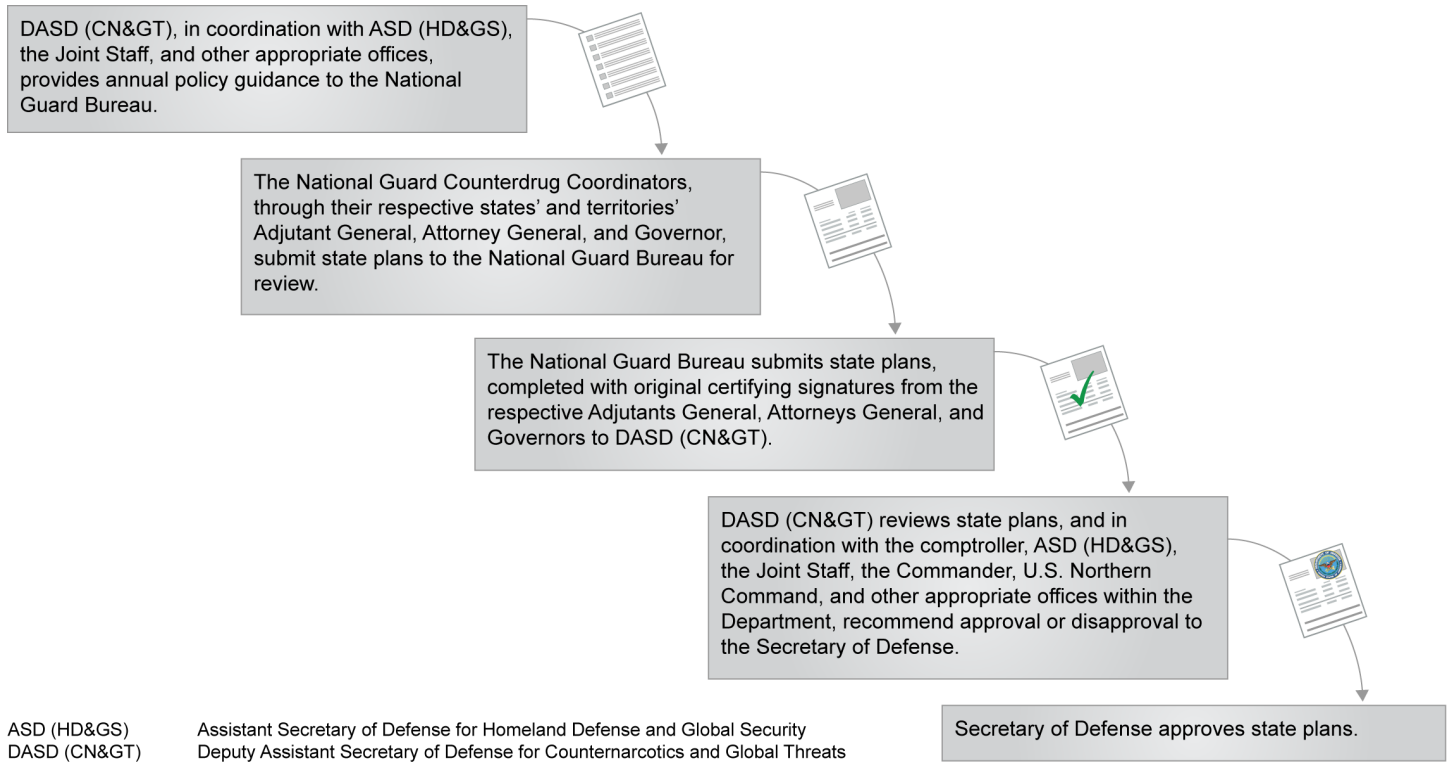 DASD (CN&GT), in coordination with ASD (HD&GS),
the Joint Staff, and other appropriate offices,
provides annual policy guidance to the National
Guard Bureau.
The National Guard Counterdrug Coordinators,
through their respective states’ and territories’
Adjutant General, Attorney General, and Governor,
submit state plans to the National Guard Bureau for
review.
The National Guard Bureau submits state plans,
completed with original certifying signatures from the
respective Adjutants General, Attorneys General, and
Governors to DASD (CN&GT).
DASD (CN&GT) reviews state plans, and in
coordination with the comptroller, ASD (HD&GS),
the Joint Staff, the Commander, U.S. Northern
Command, and other appropriate offices within the
Department, recommend approval or disapproval to
the Secretary of Defense.
Secretary of Defense approves state plans.
ASD (HD&GS) Assistant Secretary of Defense for Homeland Defense and Global Security
DASD (CN&GT) Deputy Assistant Secretary of Defense for Counternarcotics and Global Threats